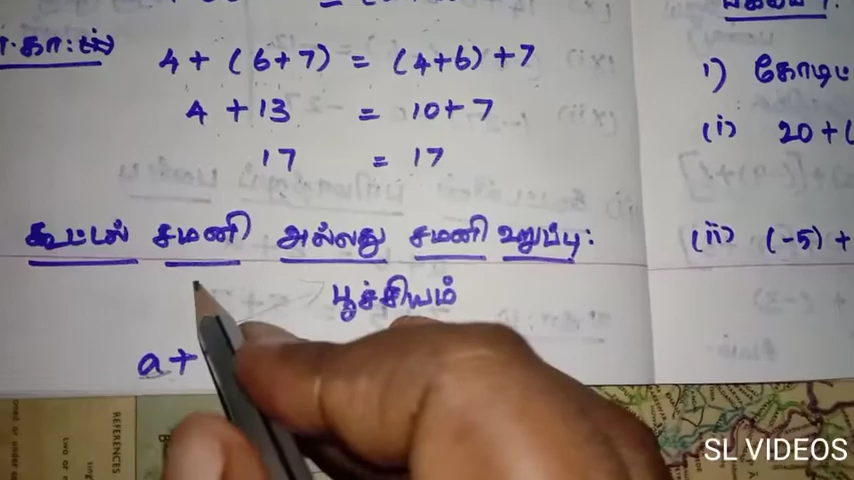 4 + (6+7) = (4+6) +7
4 + 13 = 10+ 7
17 = 17
கூட்டல் சமனி அல்லது சமனி உறுப்பு:
பூச்சியம்
a +
1)
(i) 20 + (
(ii) (-5) +
REFERENCES
SL VIDEOS